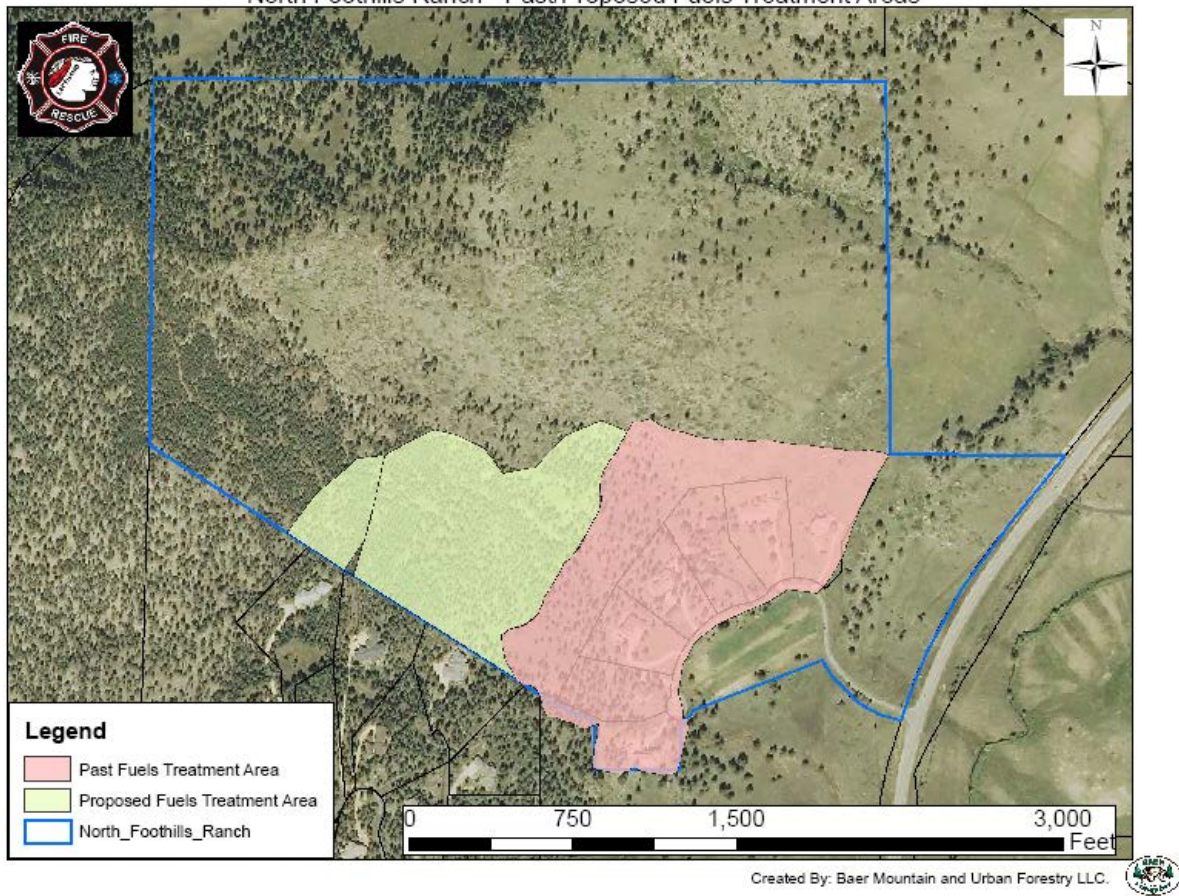 North Foothills Ranch - Past/Proposed Fuels Treatment Areas
FIRE
RESCUE
N
Legend
Past Fuels Treatment Area
Proposed Fuels Treatment Area
North_Foothills_Ranch
0 750 1,500 3,000
Feet
Created By: Baer Mountain and Urban Forestry LLC.
BAER